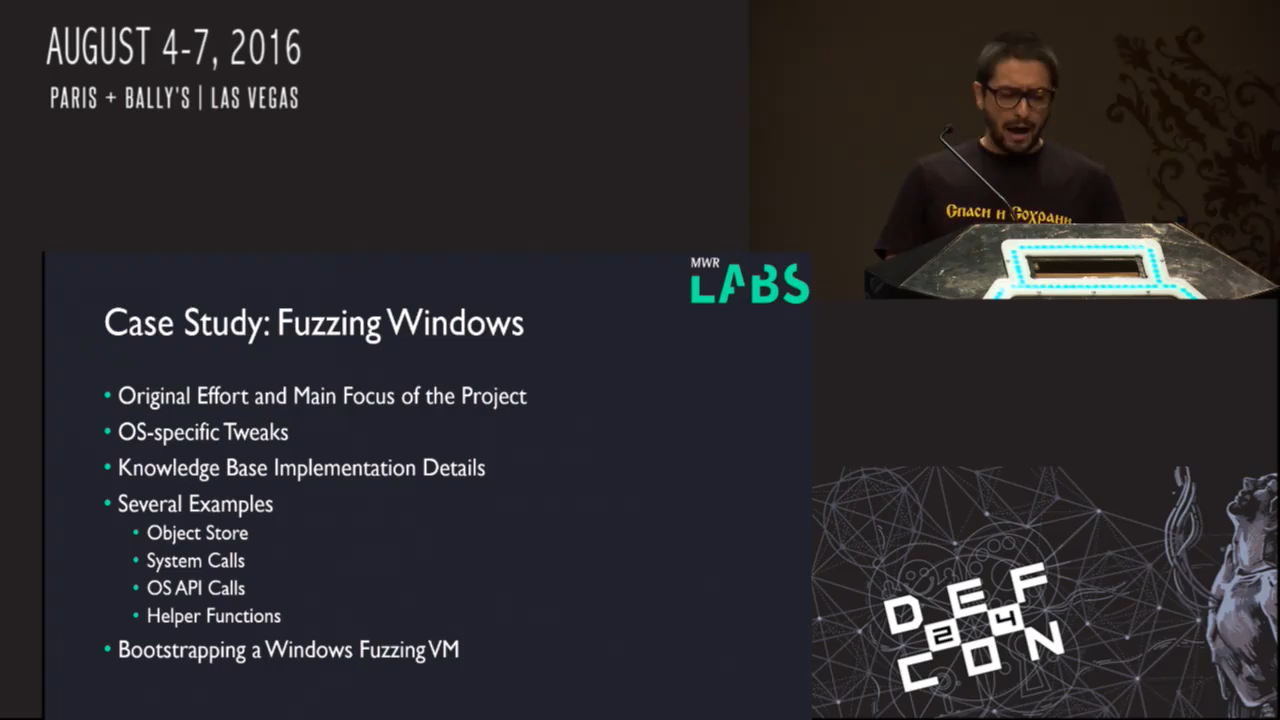 AUGUST 4-7, 2016
PARIS + BALLY'S | LAS VEGAS
Спаси и Сохрани
MWR
LABS
Case Study: Fuzzing Windows
• Original Effort and Main Focus of the Project
• OS-specific Tweaks
• Knowledge Base Implementation Details
• Several Examples
• Object Store
• System Calls
• OS API Calls
• Helper Functions
• Bootstrapping a Windows Fuzzing VM
DEF
24
CON